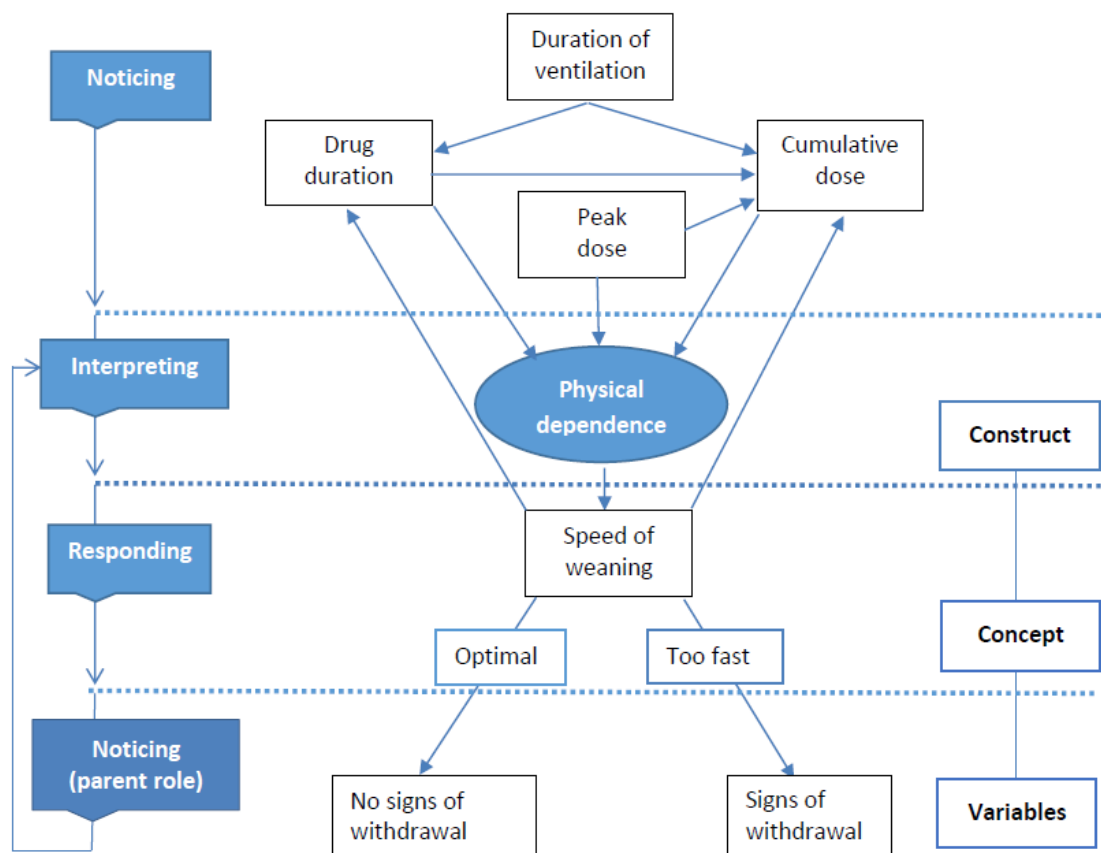 Duration of
ventilation
Noticing
Drug
duration
Cumulative
dose
Peak
dose
Interpreting
Physical
dependence
Construct
Speed of
weaning
Responding
Optimal
Too fast
Concept
Noticing
(parent role)
No signs of
withdrawal
Signs of
withdrawal
Variables